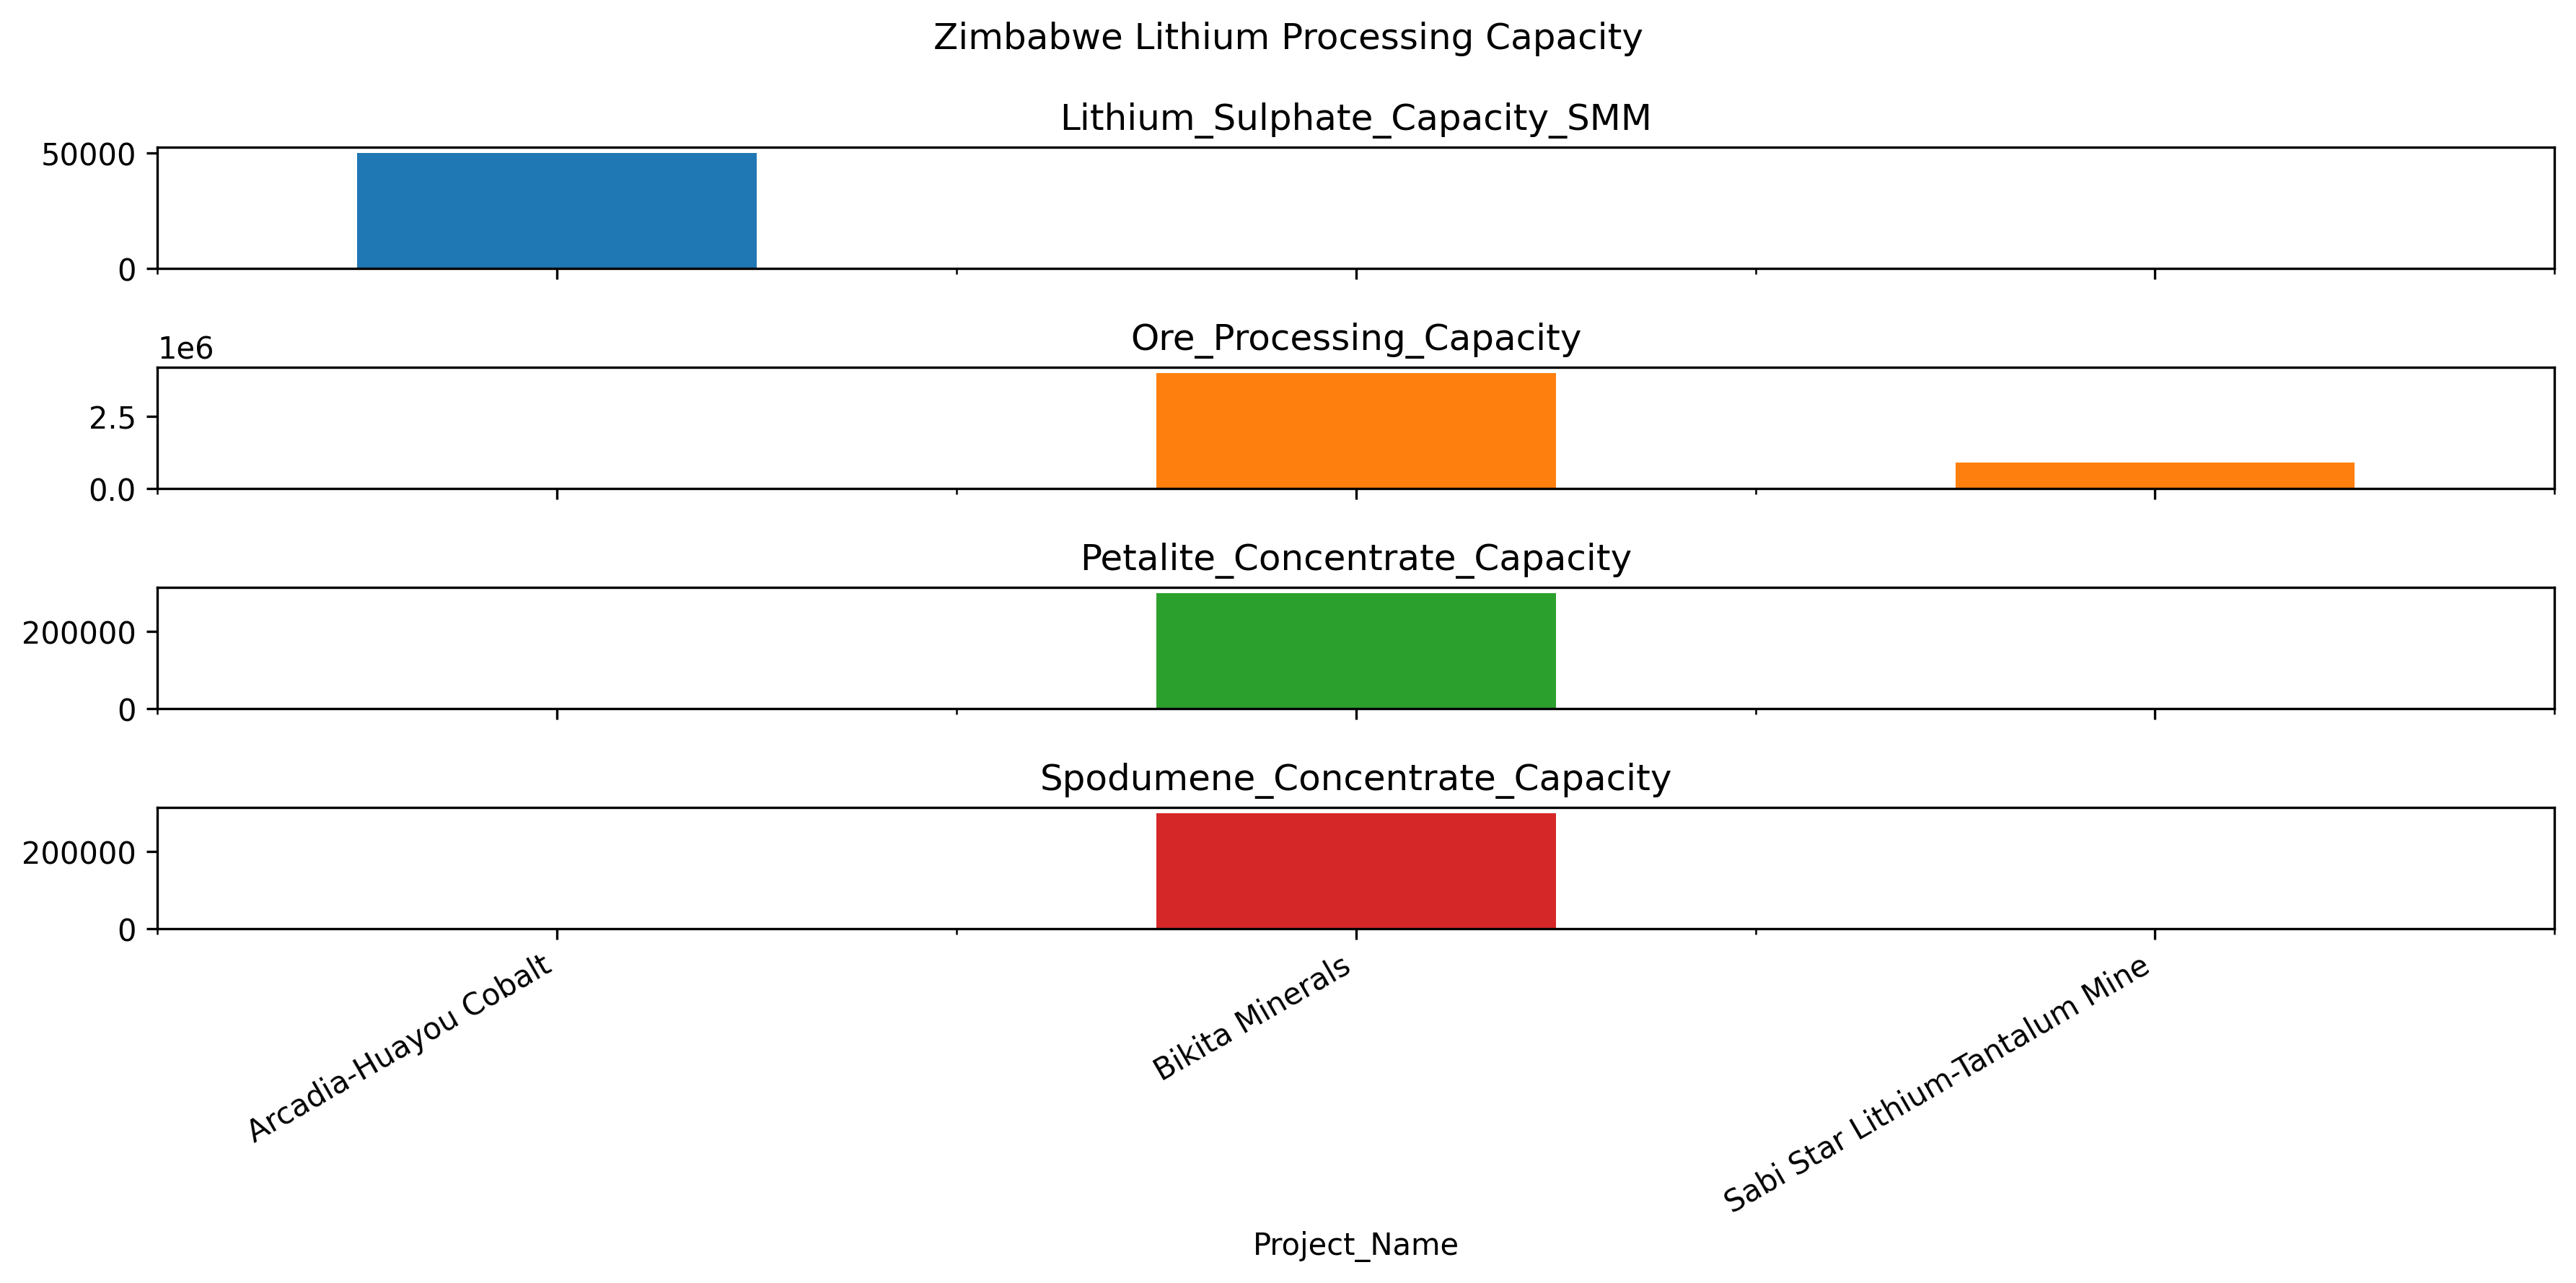 Zimbabwe Lithium Processing Capacity
Lithium_Sulphate_Capacity_SMM
50000
0
Ore_Processing_Capacity
1e6
2.5
0.0
Petalite_Concentrate_Capacity
200000
0
Spodumene_Concentrate_Capacity
200000
0
Arcadia-Huayou Cobalt
Bikita Minerals
Sabi Star Lithium-Tantalum Mine
Project_Name